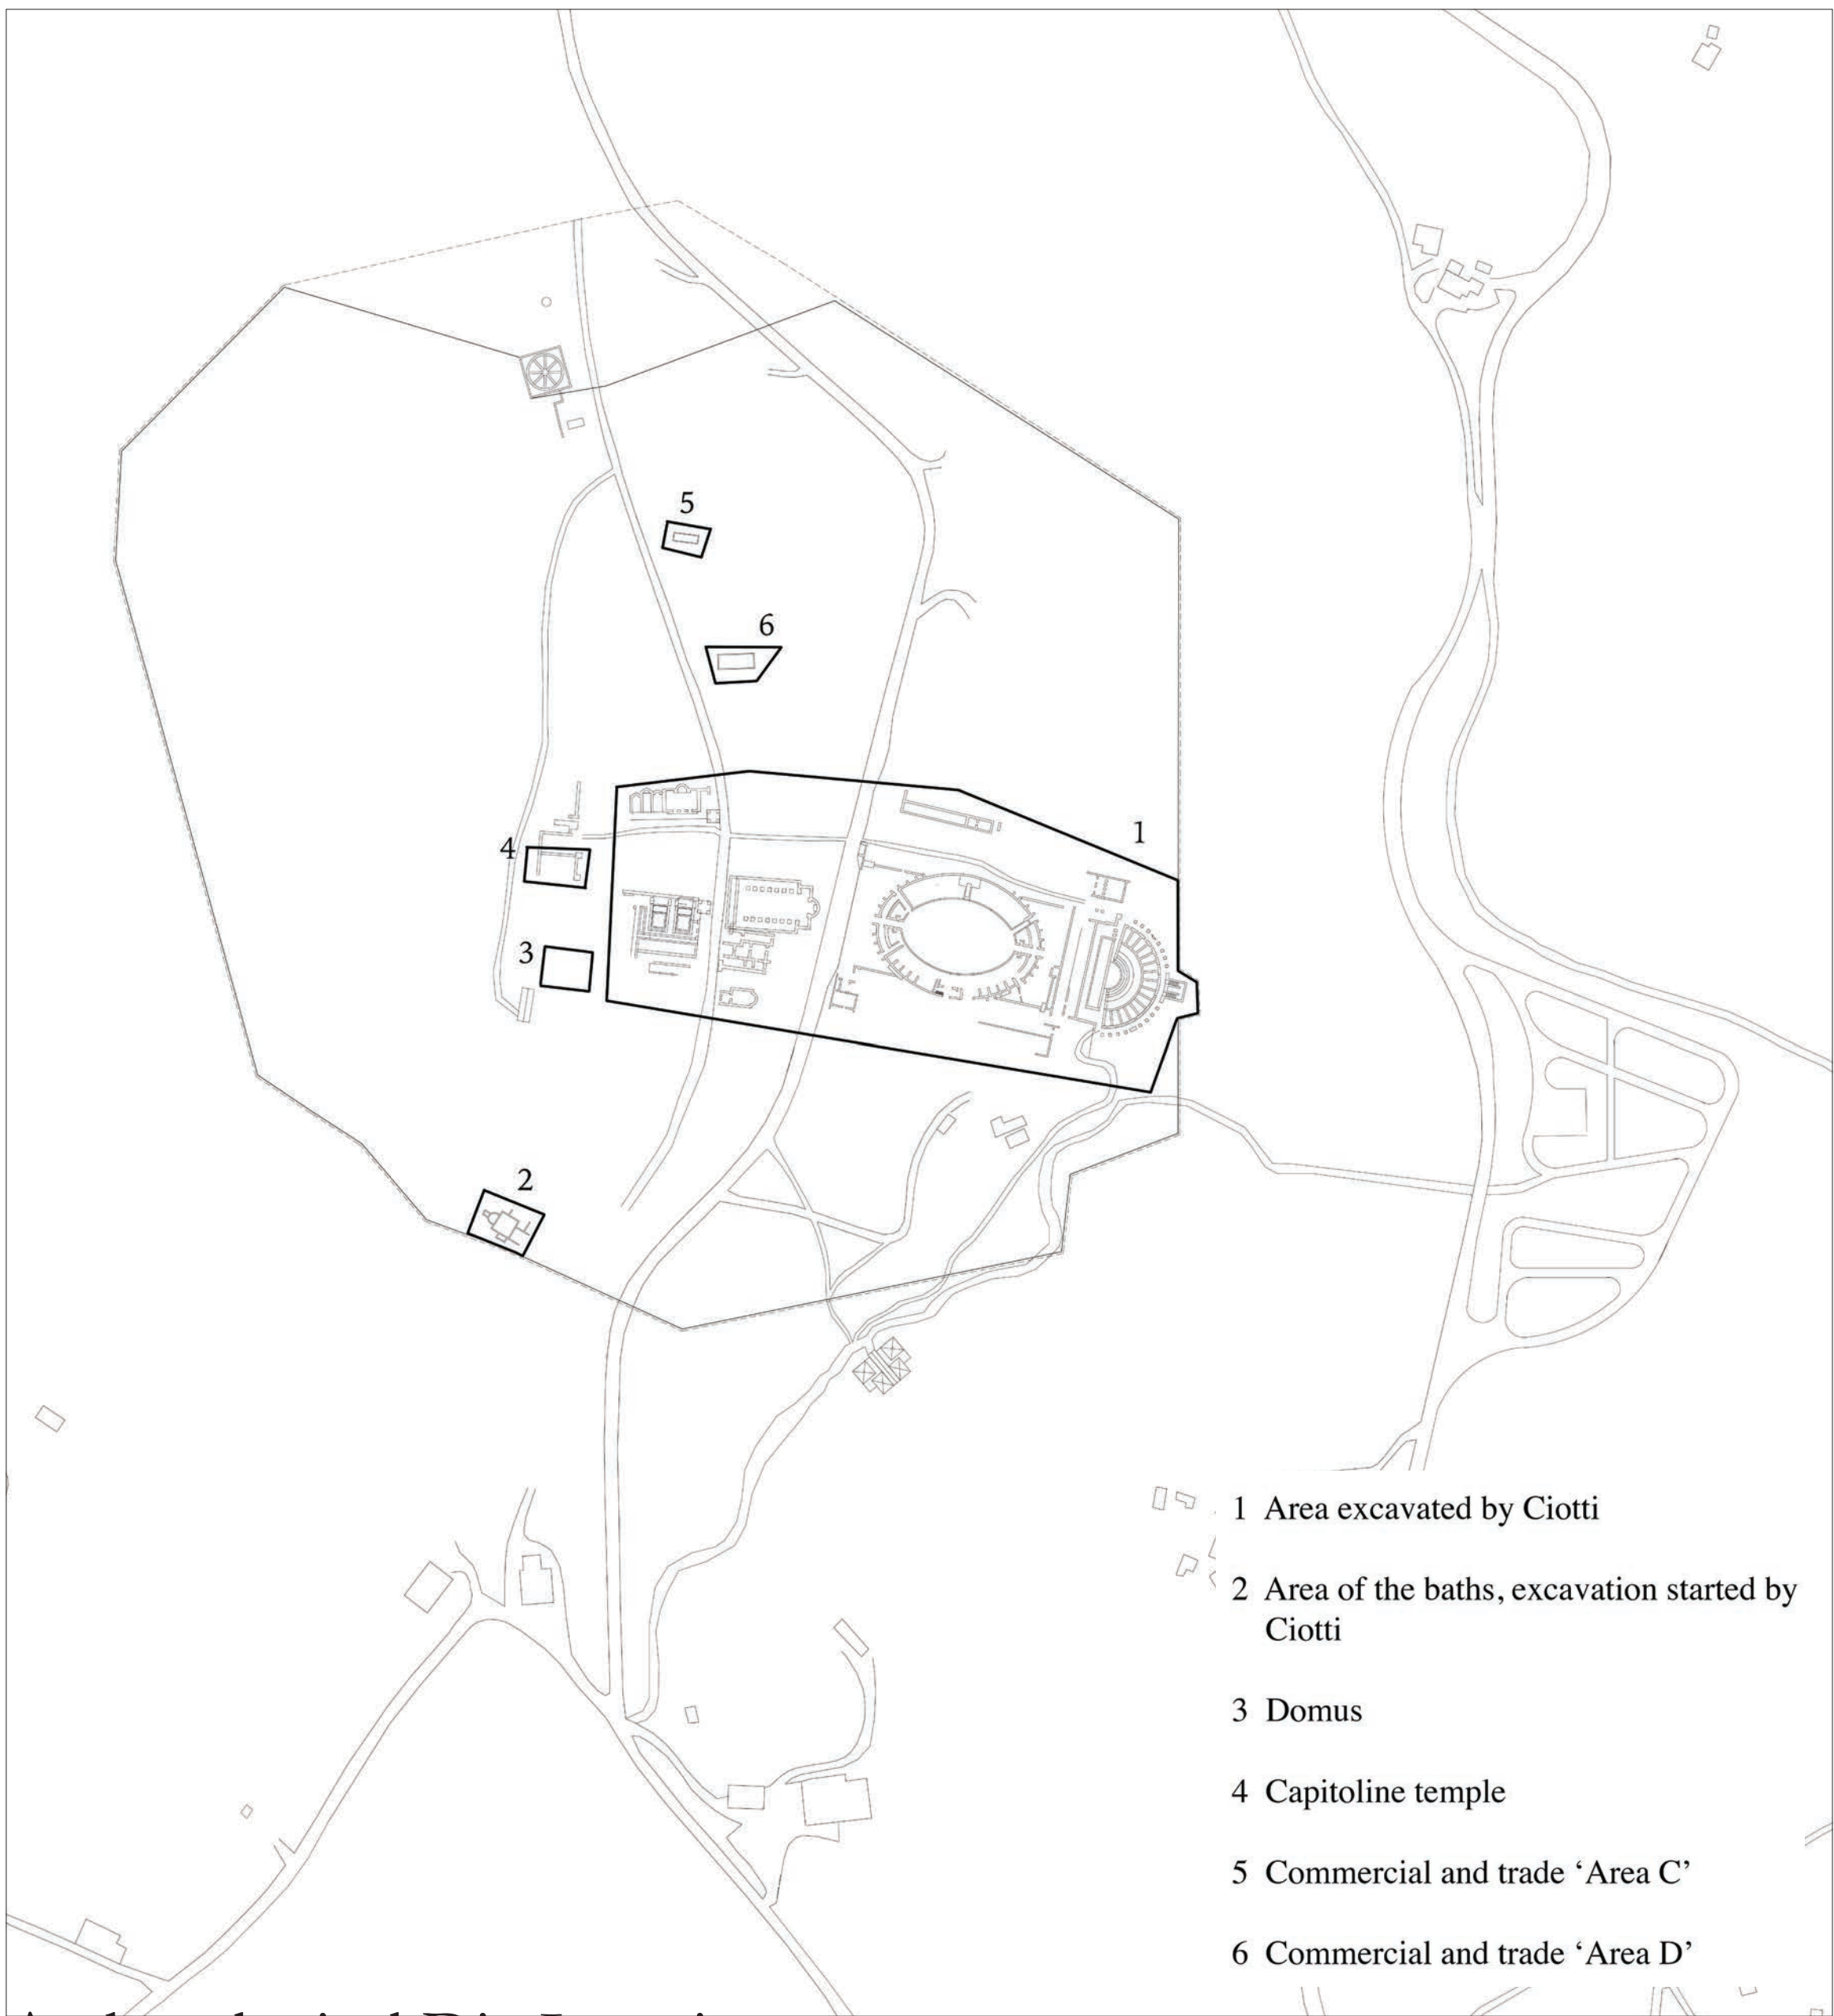 5
6
1
4
3
2
1 Area excavated by Ciotti
2 Area of the baths, excavation started by
Ciotti
3 Domus
4 Capitoline temple
5 Commercial and trade ‘Area C’
6 Commercial and trade ‘Area D’